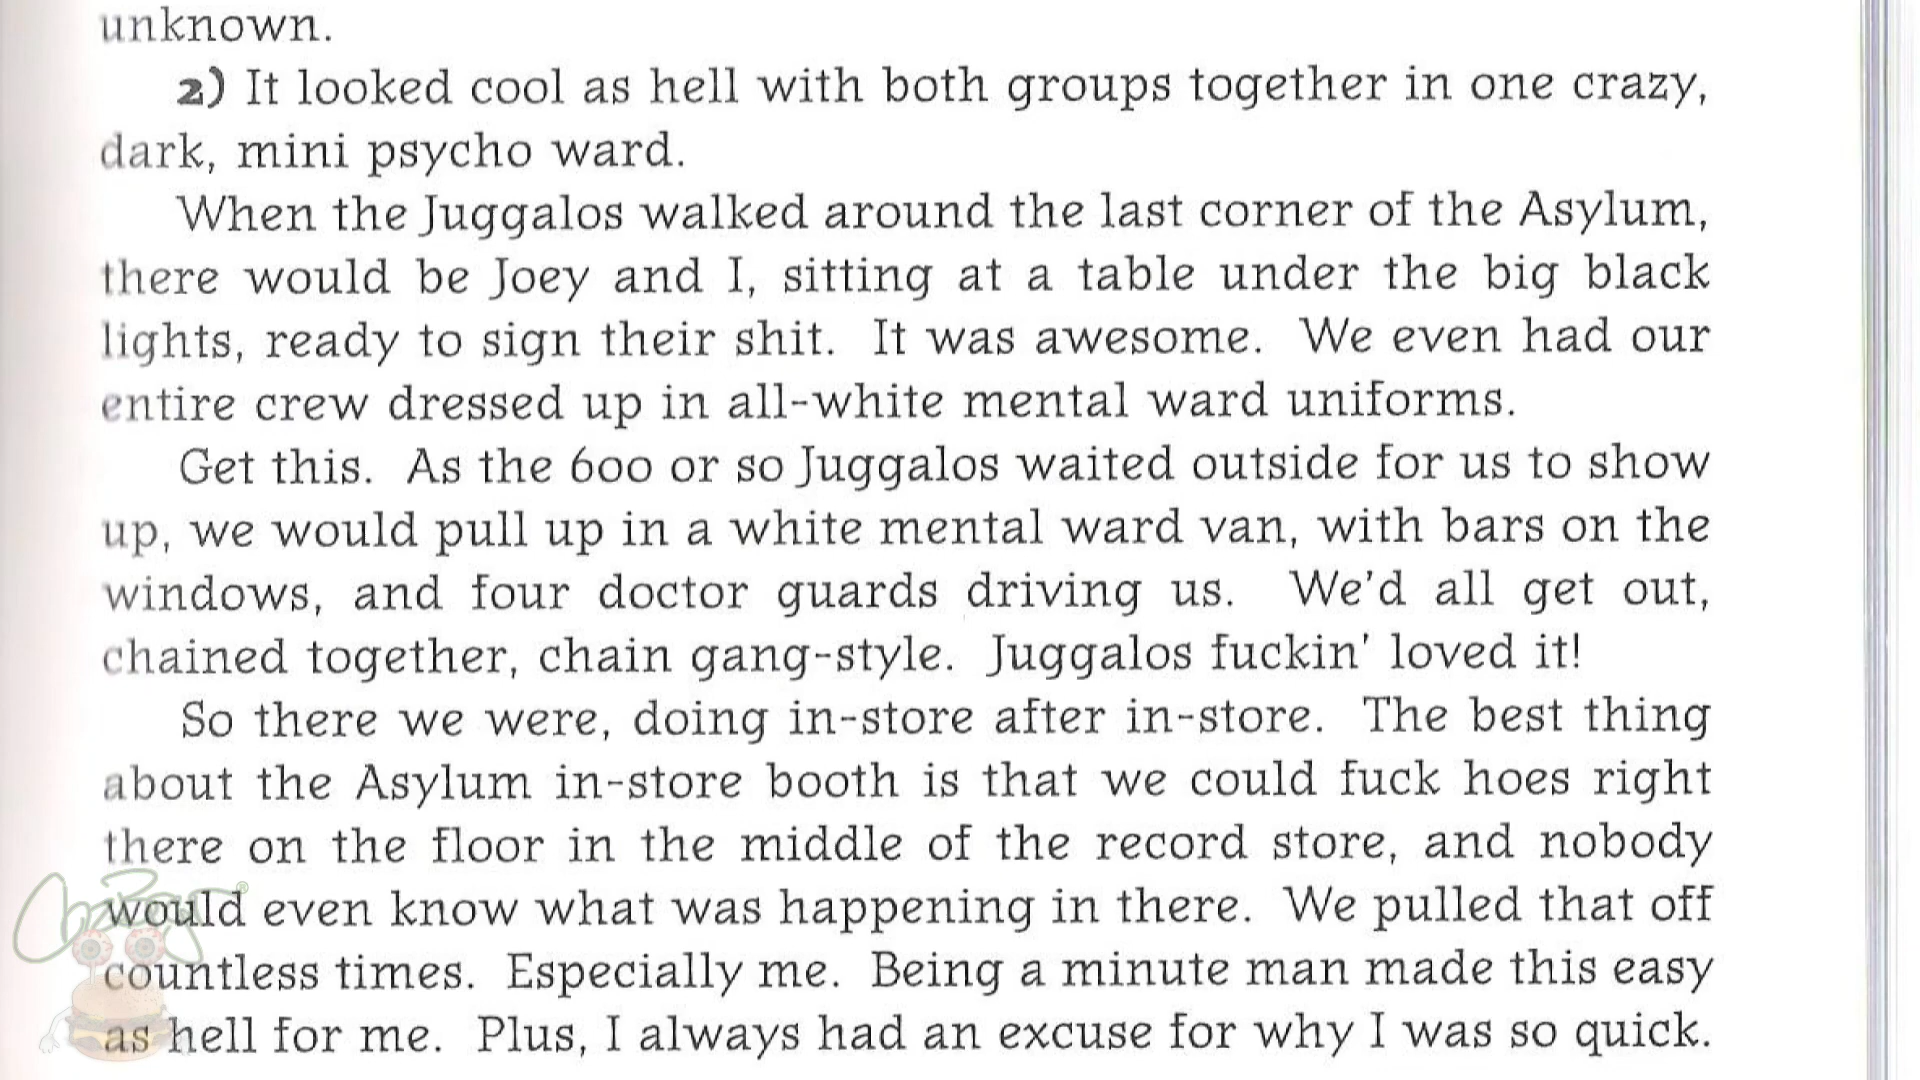 unknown.
2) It looked cool as hell with both groups together in one crazy,
dark, mini psycho ward.
When the Juggalos walked around the last corner of the Asylum,
there would be Joey and I, sitting at a table under the big black
lights, ready to sign their shit. It was awesome. We even had our
entire crew dressed up in all-white mental ward uniforms.
Get this. As the 600 or so Juggalos waited outside for us to show
up, we would pull up in a white mental ward van, with bars on the
windows, and four doctor guards driving us. We'd all get out,
chained together, chain gang-style. Juggalos fuckin' loved it!
So there we were, doing in-store after in-store. The best thing
about the Asylum in-store booth is that we could fuck hoes right
there on the floor in the middle of the record store, and nobody
would even know what was happening in there. We pulled that off
countless times. Especially me. Being a minute man made this easy
as hell for me. Plus, I always had an excuse for why I was so quick.